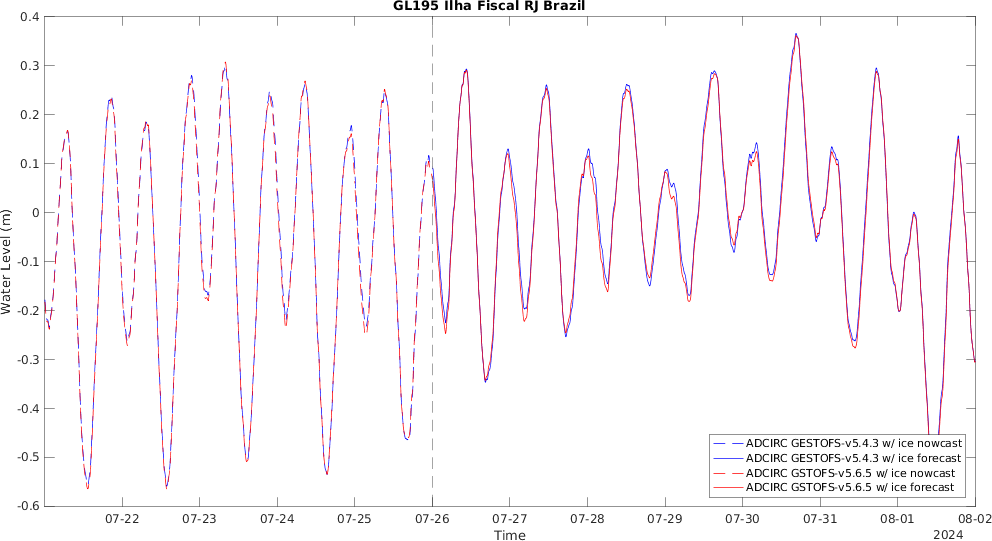 GL195 Ilha Fiscal RJ Brazil
0.4
0.3
0.2
0.1
0
-0.1
-0.2
-0.3
-0.4
-0.5
-0.6
Water Level (m)
ADCIRC GESTOFS-v5.4.3 w/ ice nowcast
ADCIRC GESTOFS-v5.4.3 w/ ice forecast
ADCIRC GSTOFS-v5.6.5 w/ ice nowcast
ADCIRC GSTOFS-v5.6.5 w/ ice forecast
07-22 07-23 07-24 07-25 07-26 07-27 07-28 07-29 07-30 07-31 08-01 08-02
Time
2024